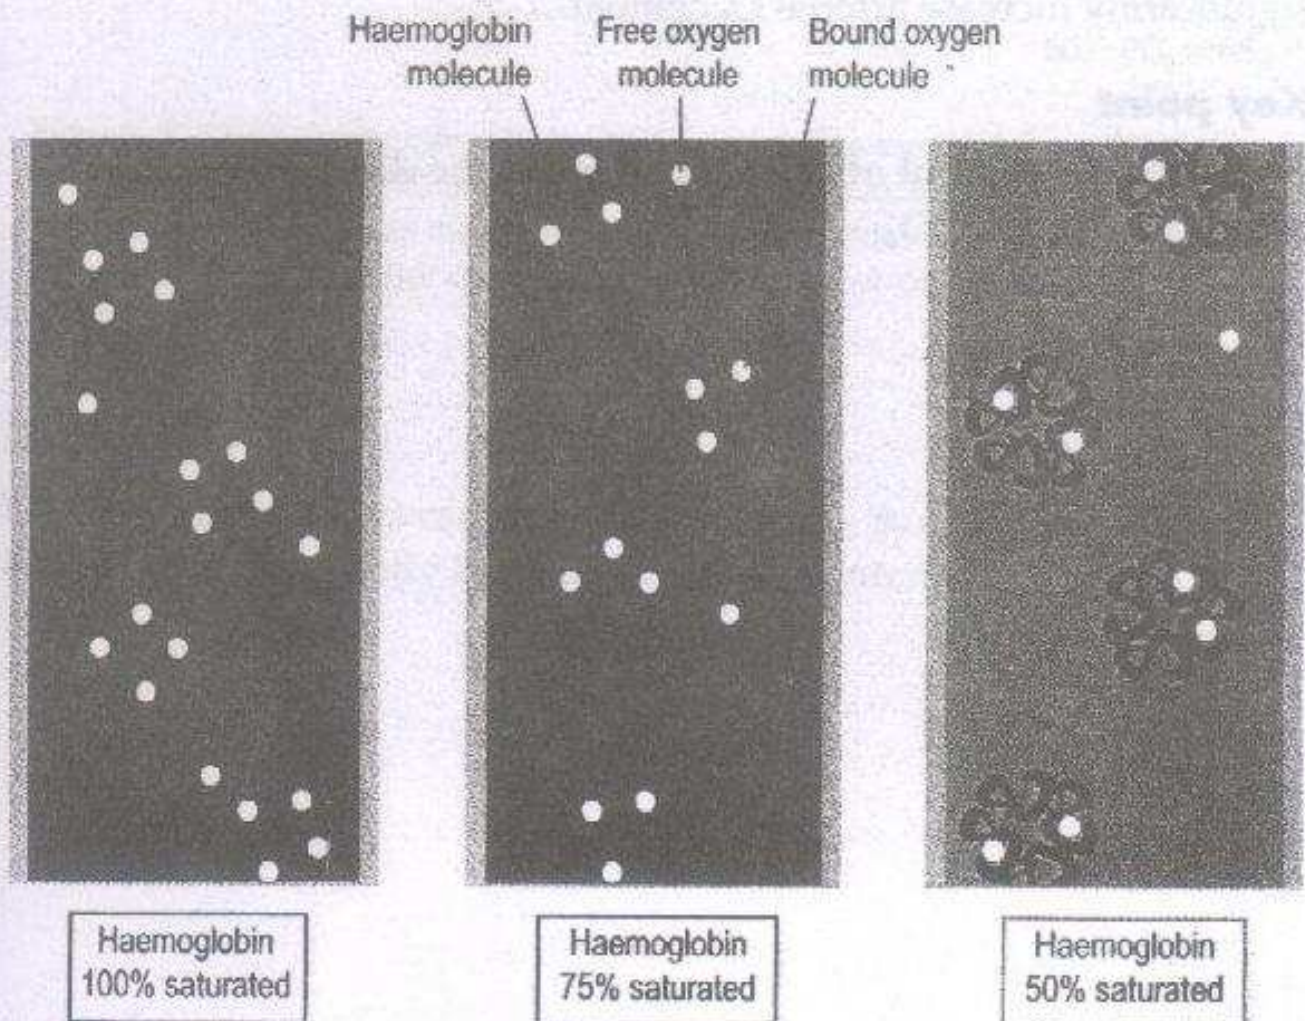 Haemoglobin
molecule
Free oxygen
molecule
Bound oxygen
molecule
Haemoglobin
100% saturated
Haemoglobin
75% saturated
Haemoglobin
50% saturated